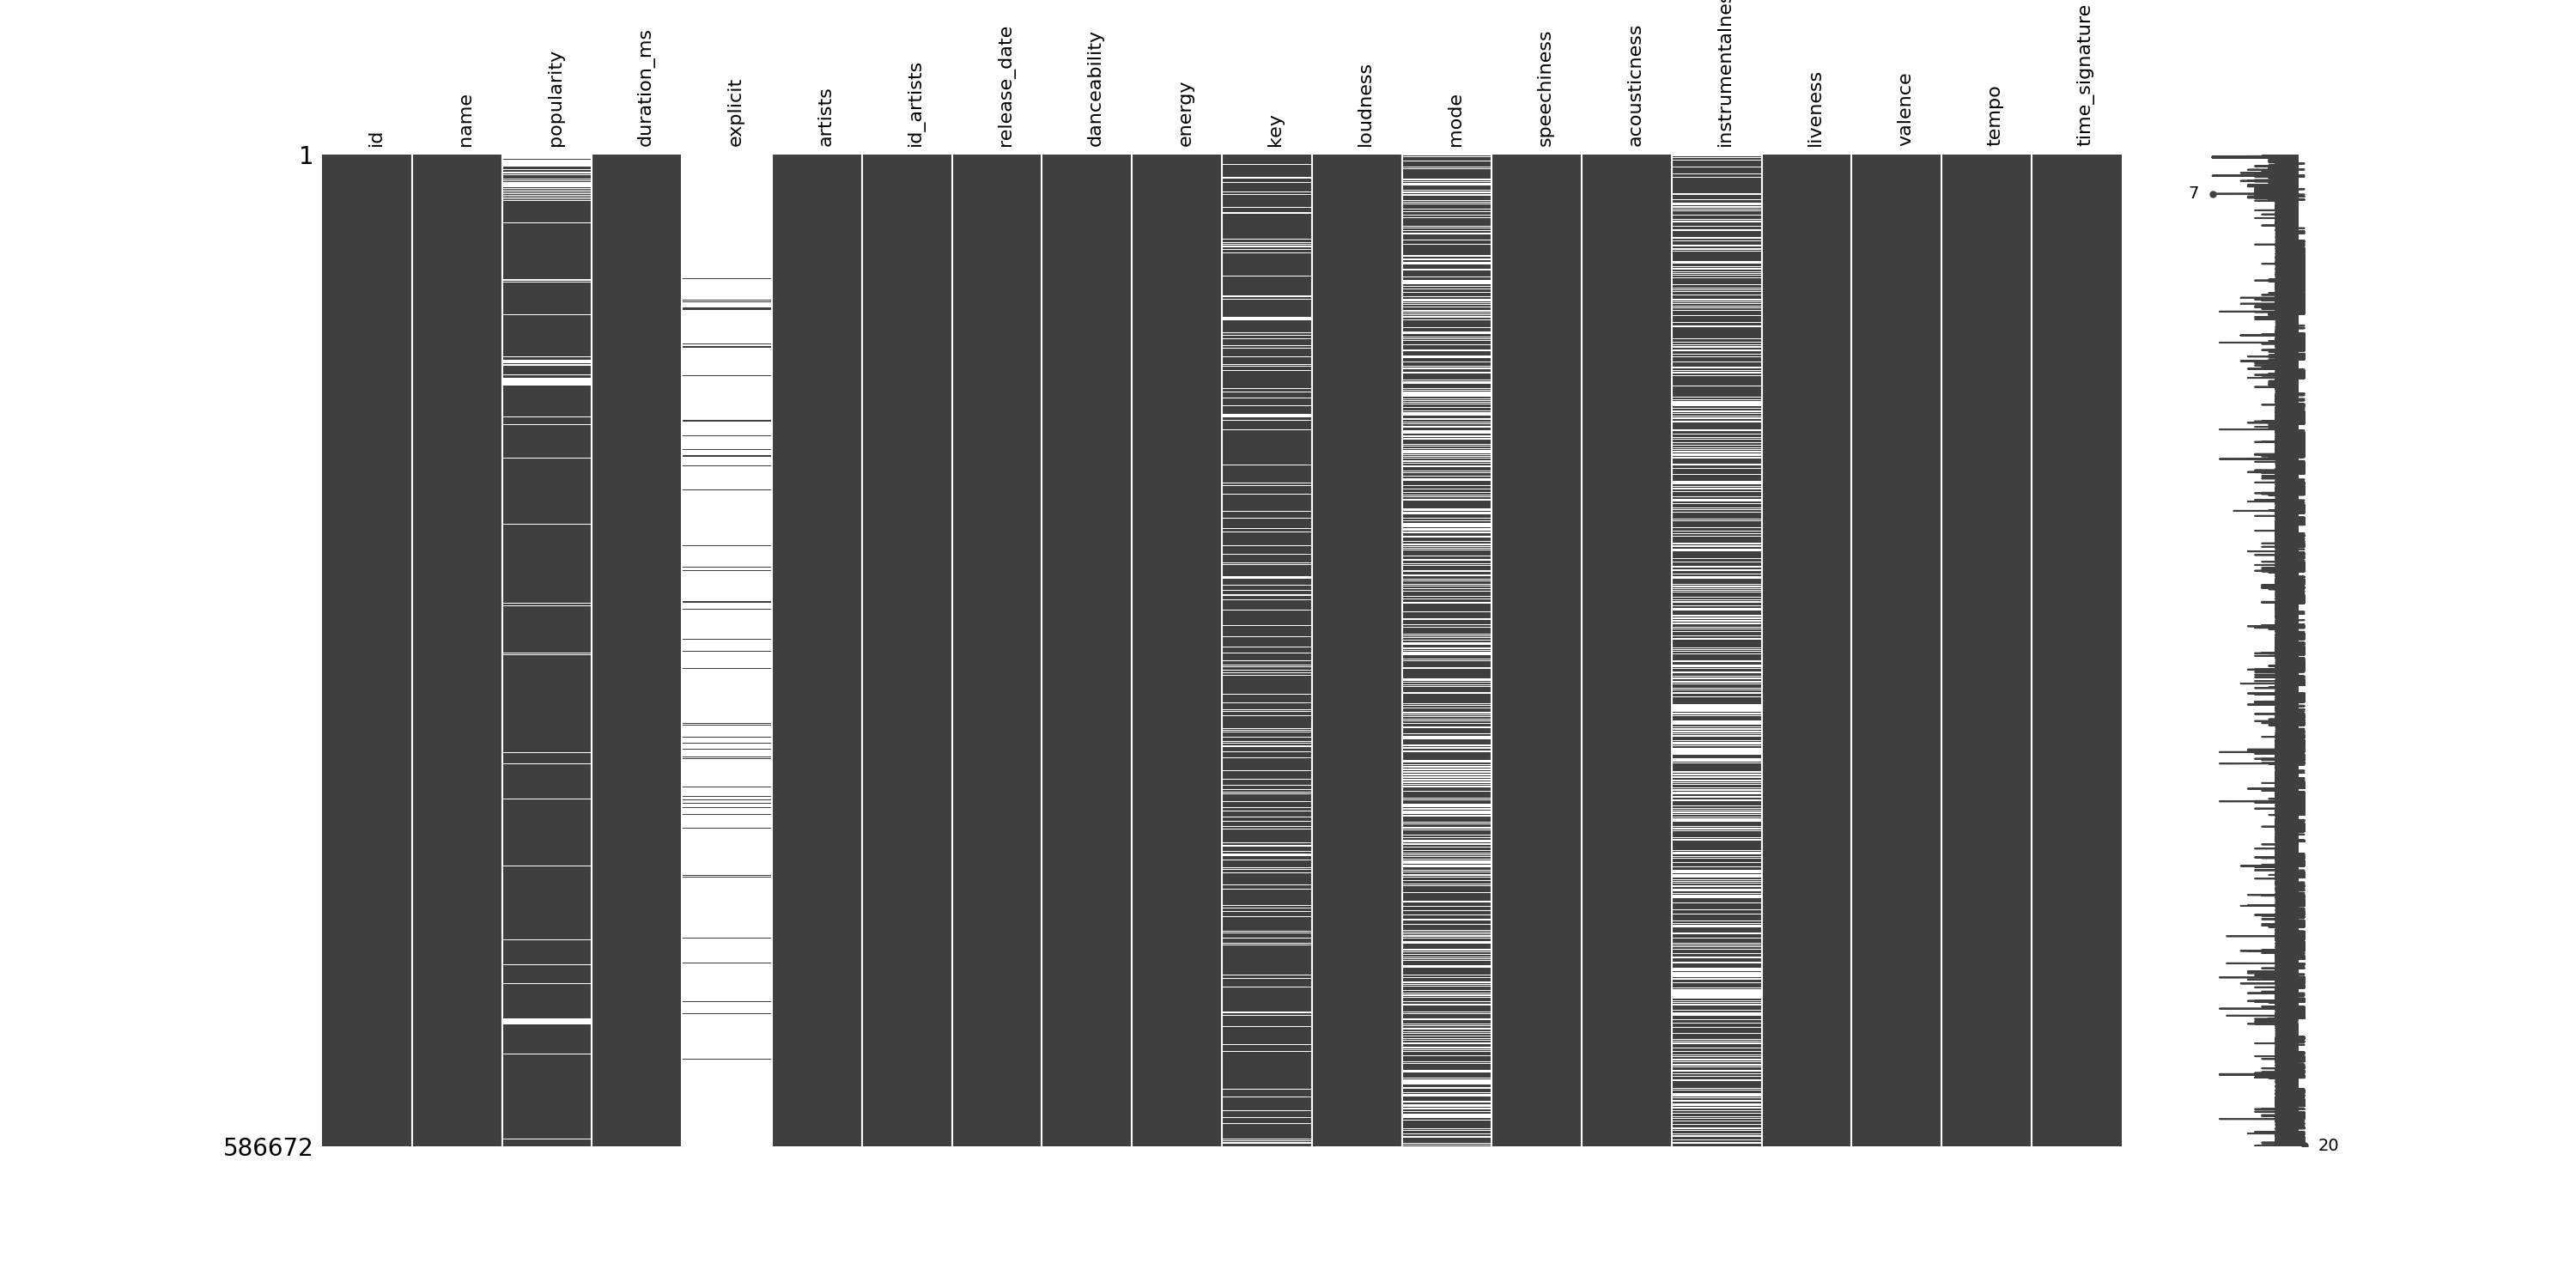 id
name
popularity
duration_ms
explicit
artists
id_artists
release_date
danceability
energy
key
loudness
mode
speechiness
acousticness
instrumentalnes
liveness
valence
tempo
time_signature
1
7
586672
20